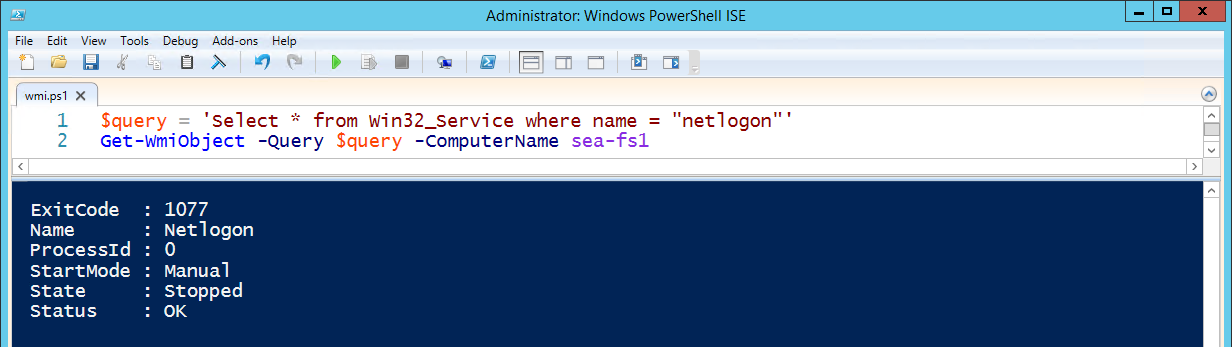 Administrator: Windows PowerShell ISE
File Edit View Tools Debug Add-ons Help
wmi.ps1
1 $query = 'Select * from Win32_Service where name = "netlogon"'
2 Get-WmiObject -Query $query -ComputerName sea-fs1
ExitCode : 1077
Name : Netlogon
ProcessId : 0
StartMode : Manual
State : Stopped
Status : OK